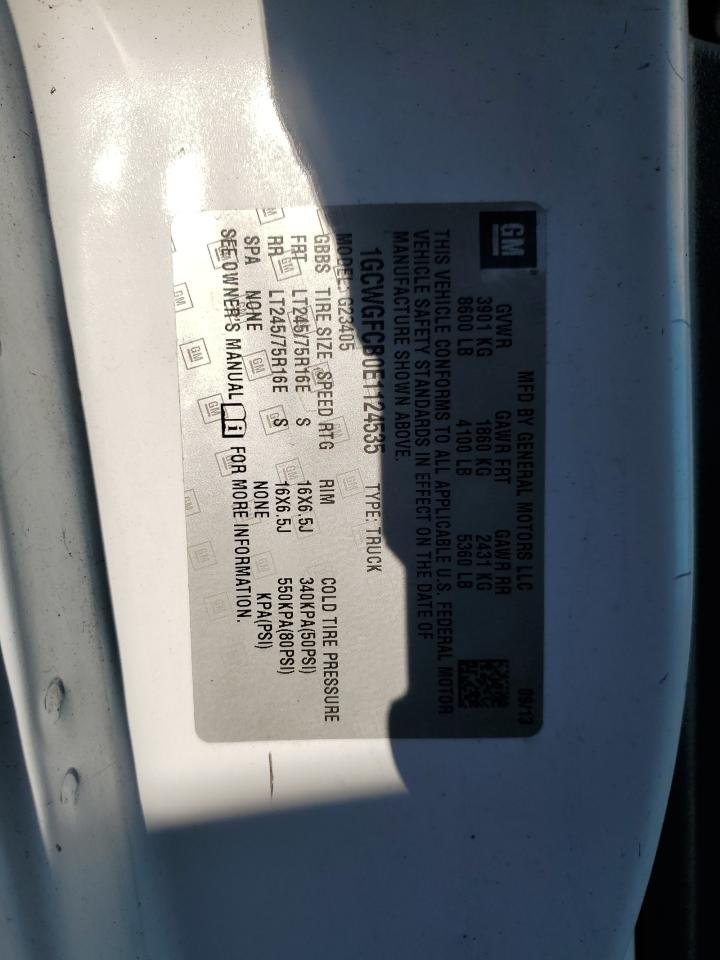 GM
MFD BY GENERAL MOTORS LLC 09/13
GVWR GAWR FRT GAWR RR
3901 KG 1860 KG 2431 KG
8600 LB 4100 LB 5360 LB
THIS VEHICLE CONFORMS TO ALL APPLICABLE U.S. FEDERAL MOTOR
VEHICLE SAFETY STANDARDS IN EFFECT ON THE DATE OF
MANUFACTURE SHOWN ABOVE.
1GCWGFCB0E1124535 TYPE: TRUCK
MODEL: G23405
GBBS TIRE SIZE SPEED RTG RIM COLD TIRE PRESSURE
FRT LT245/75R16E S 16X6.5J 340KPA(50PSI)
RR LT245/75R16E S 16X6.5J 550KPA(80PSI)
SPA NONE NONE KPA(PSI)
SEE OWNER'S MANUAL FOR MORE INFORMATION.